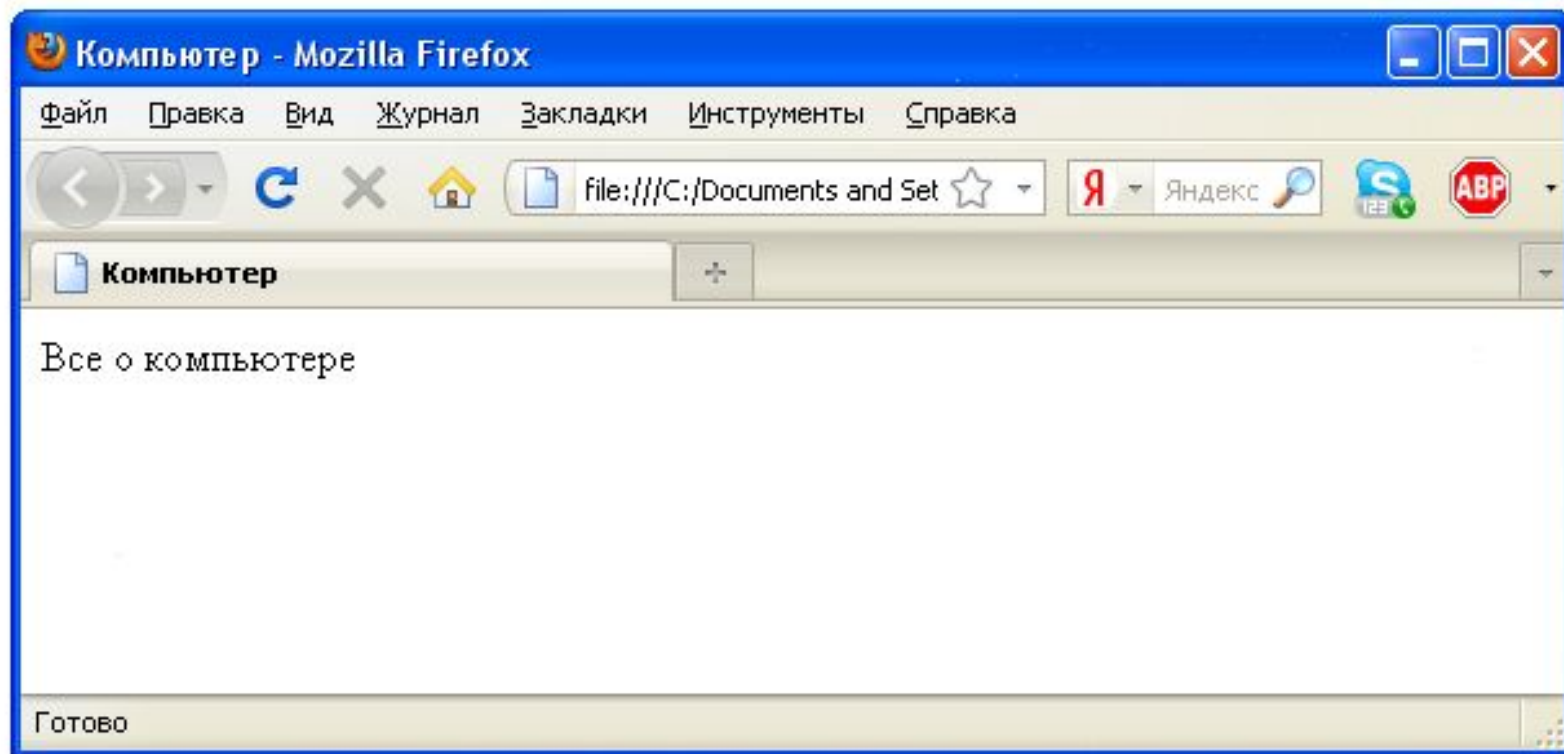 Компьютер - Mozilla Firefox
Файл Правка Вид Журнал Закладки Инструменты Справка
file:///C:/Documents and Set Я Яндекс S ABP
Компьютер
Все о компьютере
Готово